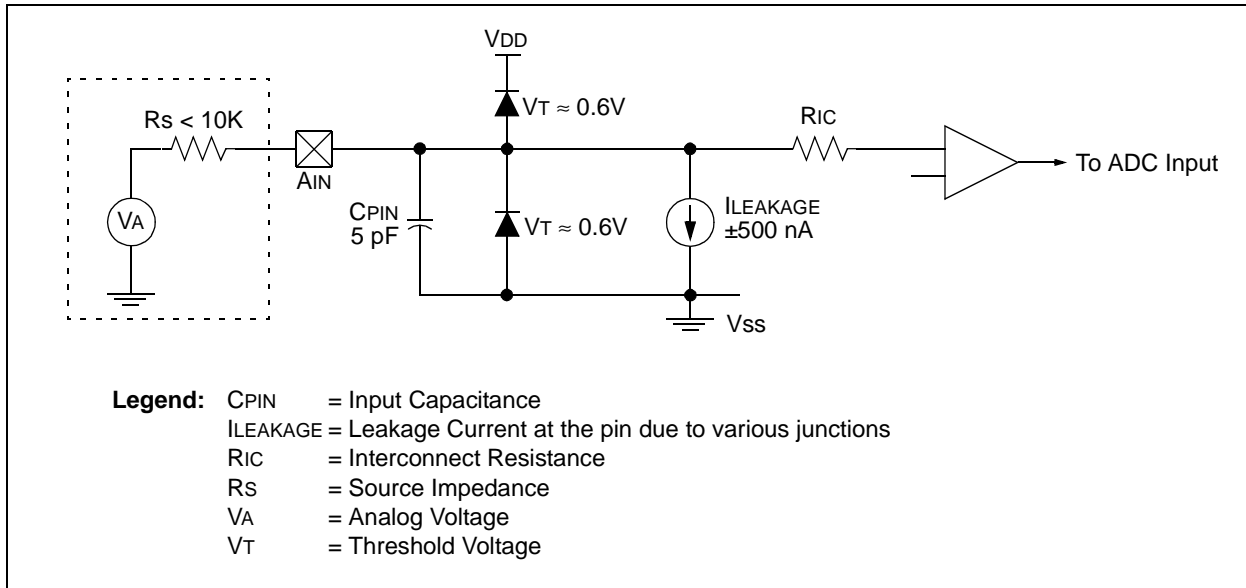 VDD
VT ≈ 0.6V
Rs < 10K
RIC
AIN
To ADC Input
VA
CPIN
5 pF
VT ≈ 0.6V
ILEAKAGE
±500 nA
Vss
Legend: CPIN = Input Capacitance
ILEAKAGE = Leakage Current at the pin due to various junctions
RIC = Interconnect Resistance
RS = Source Impedance
VA = Analog Voltage
VT = Threshold Voltage